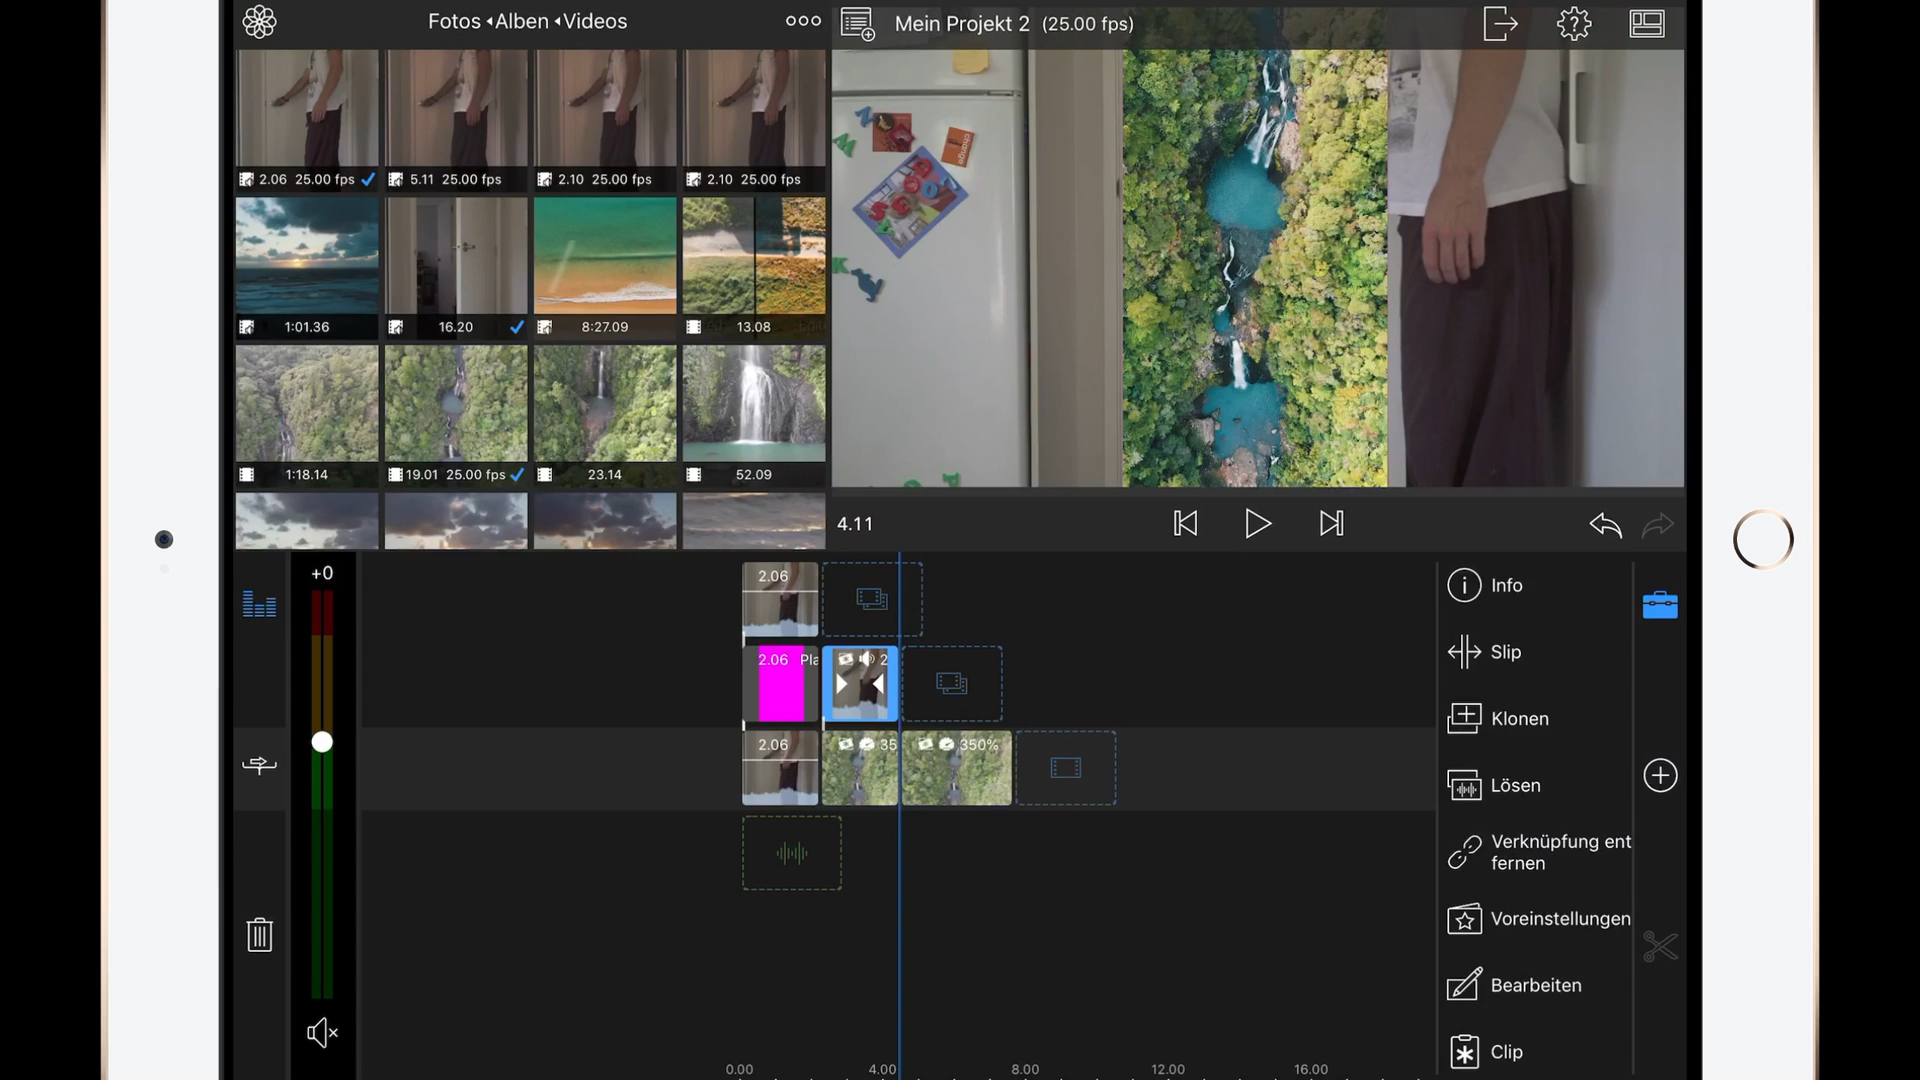 Fotos ◂ Alben ◂ Videos
Mein Projekt 2 (25.00 fps)
2.06 25.00 fps
5.11 25.00 fps
2.10 25.00 fps
2.10 25.00 fps
1:01.36
16.20
8:27.09
13.08
1:18.14
19.01 25.00 fps
23.14
52.09
change
4.11
+0
2.06
2.06 Pla
2
2.06
35
350%
Info
Slip
Klonen
Lösen
Verknüpfung ent
fernen
Voreinstellungen
Bearbeiten
Clip
0.00
4.00
8.00
12.00
16.00